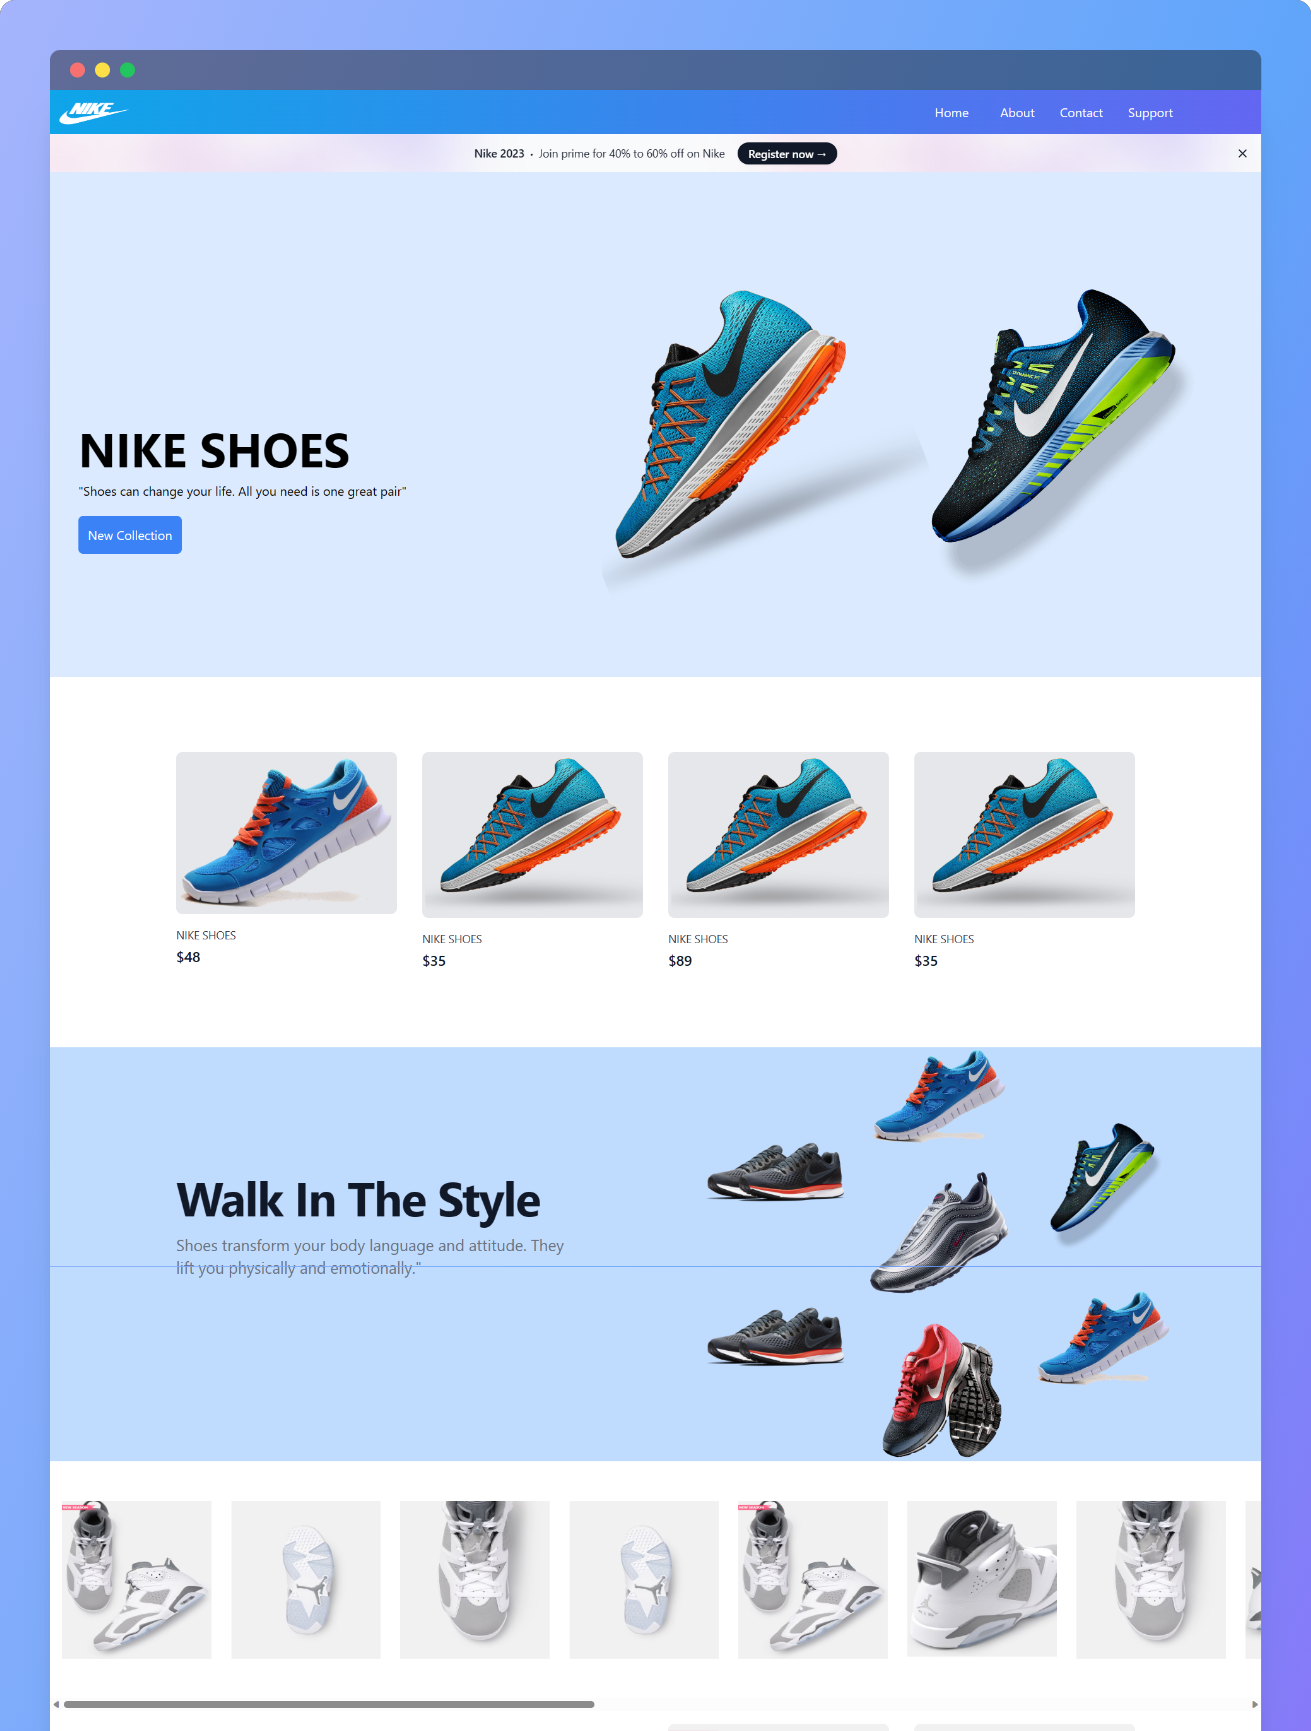 NIKE
Home About Contact Support
Nike 2023 · Join prime for 40% to 60% off on Nike Register now →
NIKE SHOES
"Shoes can change your life. All you need is one great pair"
New Collection
NIKE SHOES
$48
NIKE SHOES
$35
NIKE SHOES
$89
NIKE SHOES
$35
Walk In The Style
Shoes transform your body language and attitude. They
lift you physically and emotionally."